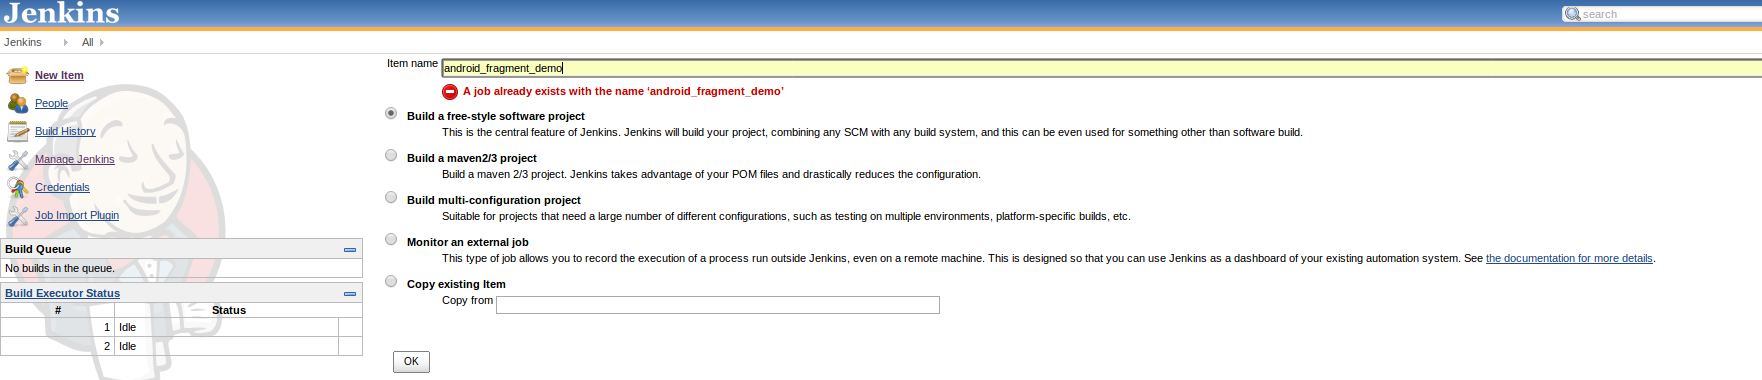 Jenkins
search
Jenkins All
New Item
People
Build History
Manage Jenkins
Credentials
Job Import Plugin
Build Queue
No builds in the queue.
Build Executor Status
# Status
1 Idle
2 Idle
Item name android_fragment_demo
A job already exists with the name ‘android_fragment_demo’
Build a free-style software project
This is the central feature of Jenkins. Jenkins will build your project, combining any SCM with any build system, and this can be even used for something other than software build.
Build a maven2/3 project
Build a maven 2/3 project. Jenkins takes advantage of your POM files and drastically reduces the configuration.
Build multi-configuration project
Suitable for projects that need a large number of different configurations, such as testing on multiple environments, platform-specific builds, etc.
Monitor an external job
This type of job allows you to record the execution of a process run outside Jenkins, even on a remote machine. This is designed so that you can use Jenkins as a dashboard of your existing automation system. See the documentation for more details.
Copy existing Item
Copy from
OK